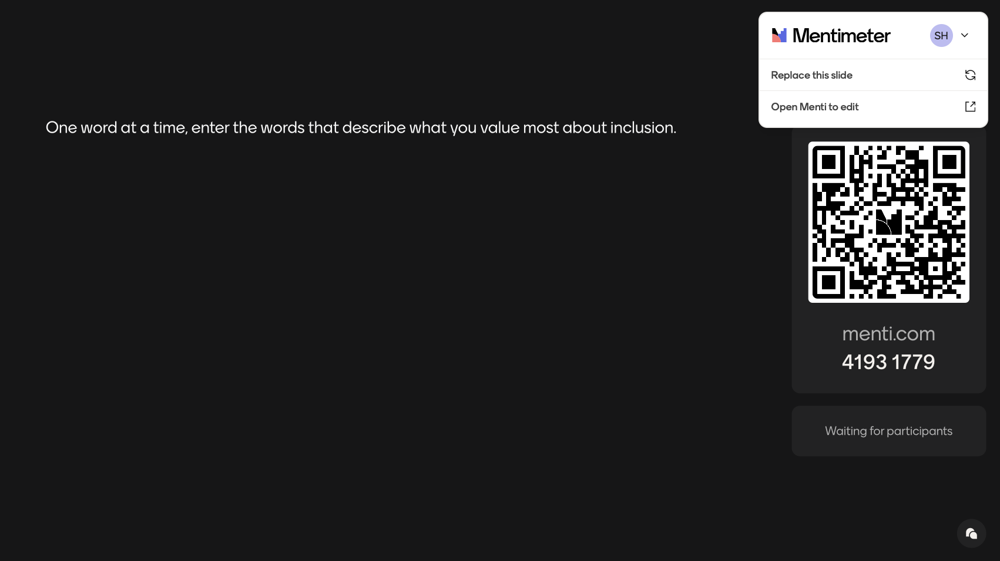 Mentimeter
SH
Replace this slide
Open Menti to edit
One word at a time, enter the words that describe what you value most about inclusion.
menti.com
4193 1779
Waiting for participants